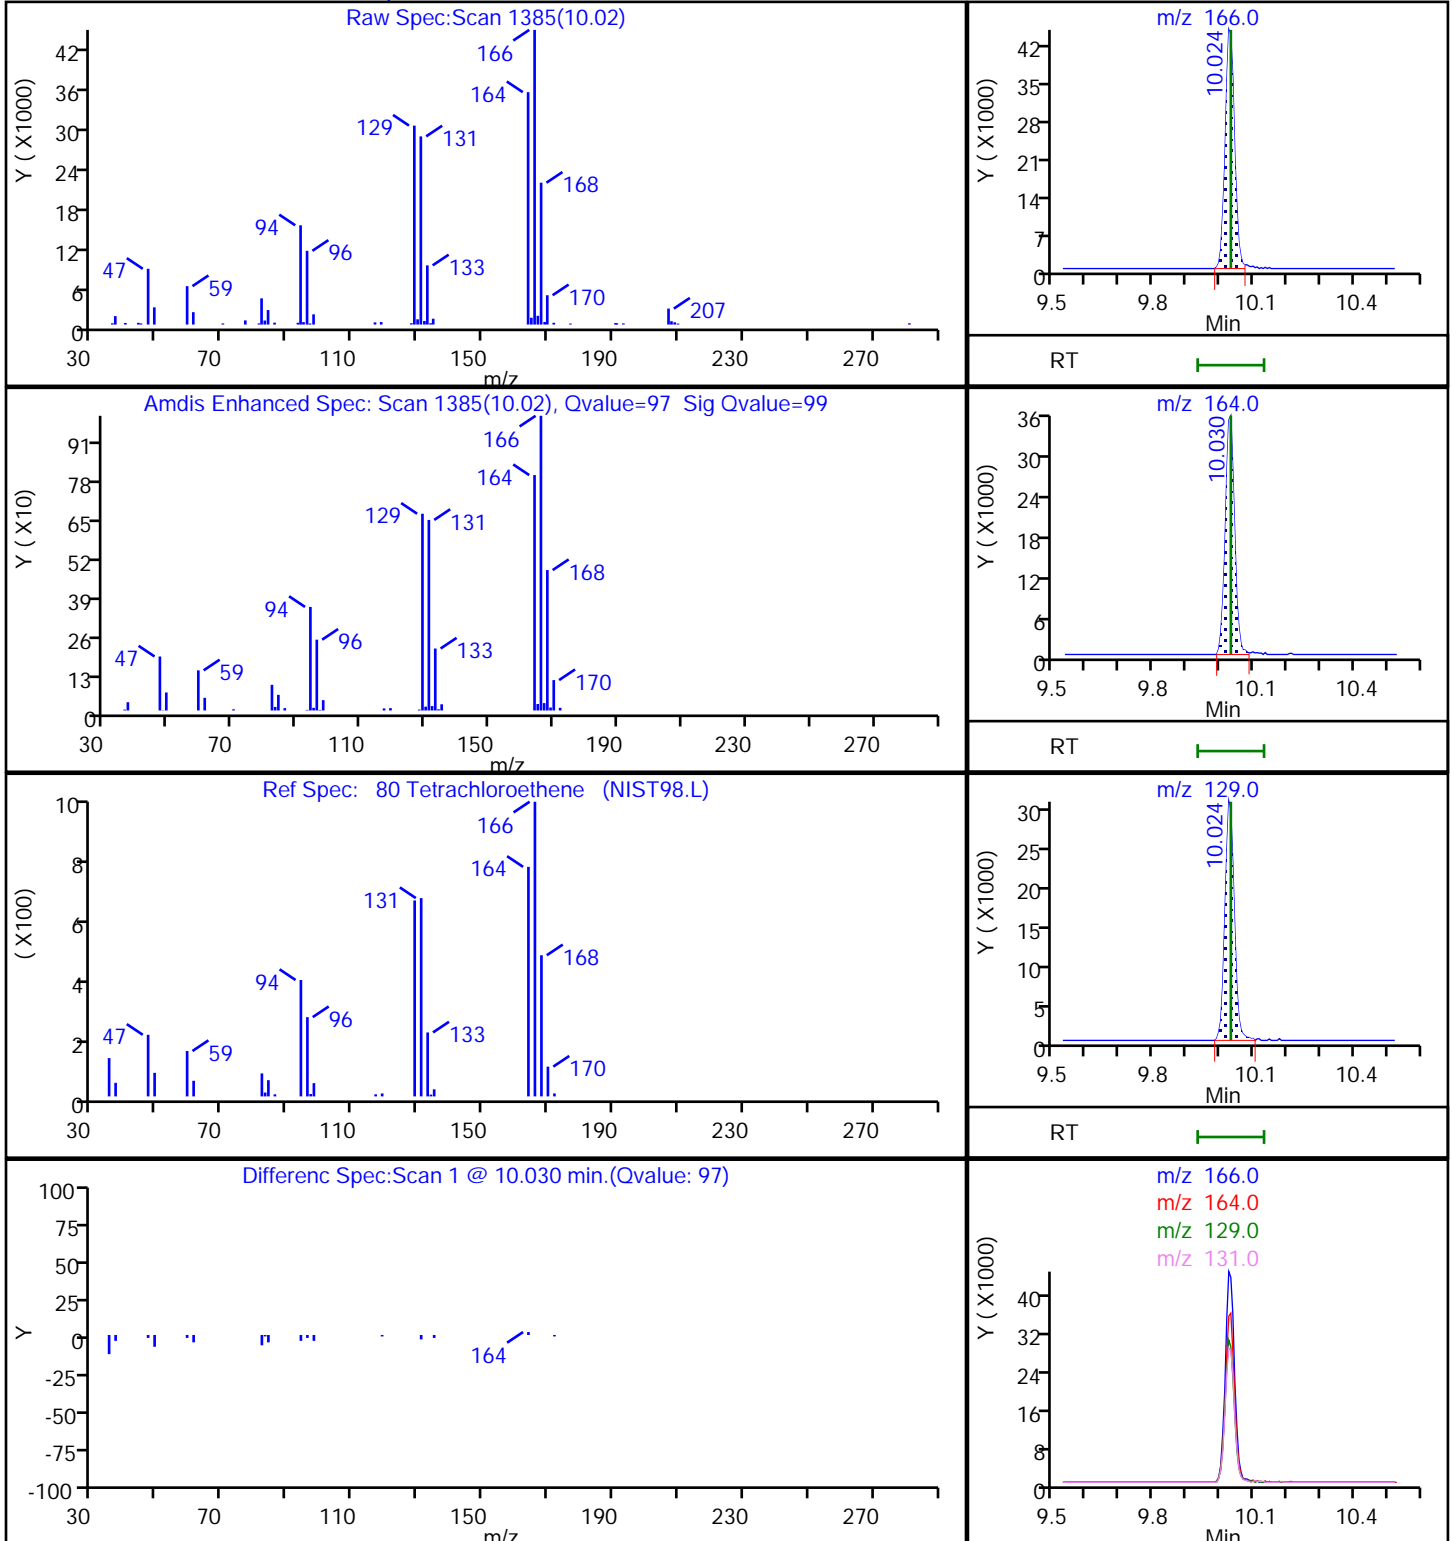 Raw Spec:Scan 1385(10.02)
Y ( X1000)
42
36
30
24
18
12
6
0
166
164
129
131
168
94
96
133
47
59
170
207
30 70 110 150 190 230 270
m/z
m/z 166.0
Y ( X1000)
42
35
28
21
14
7
0
10.024
9.5 9.8 10.1 10.4
Min
RT
Amdis Enhanced Spec: Scan 1385(10.02), Qvalue=97 Sig Qvalue=99
Y ( X10)
91
78
65
52
39
26
13
0
166
164
129
131
168
94
96
133
47
59
170
30 70 110 150 190 230 270
m/z
m/z 164.0
Y ( X1000)
36
30
24
18
12
6
0
10.030
9.5 9.8 10.1 10.4
Min
RT
Ref Spec: 80 Tetrachloroethene (NIST98.L)
( X100)
10
8
6
4
2
0
166
164
131
168
94
96
133
47
59
170
30 70 110 150 190 230 270
m/z 129.0
Y ( X1000)
30
25
20
15
10
5
0
10.024
9.5 9.8 10.1 10.4
Min
RT
Differenc Spec:Scan 1 @ 10.030 min.(Qvalue: 97)
Y
100
75
50
25
0
-25
-50
-75
-100
164
30 70 110 150 190 230 270
m/z
m/z 166.0
m/z 164.0
m/z 129.0
m/z 131.0
Y ( X1000)
40
32
24
16
8
0
9.5 9.8 10.1 10.4
Min